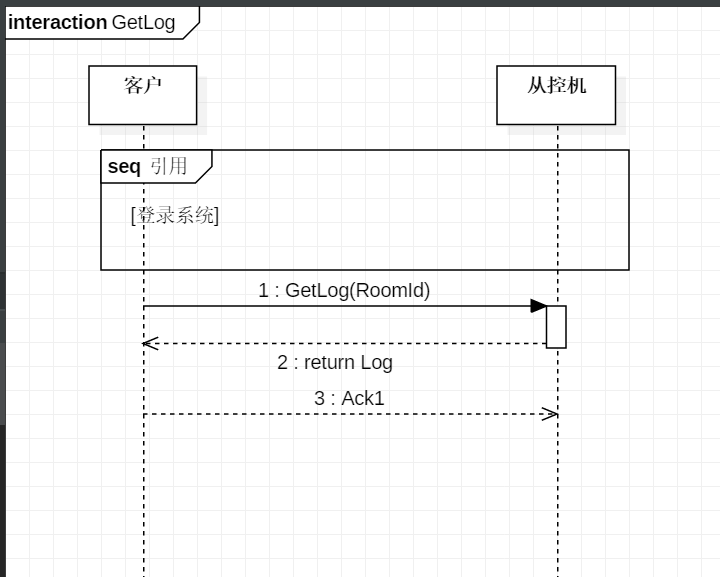 interaction GetLog
客户
从控机
seq 引用
[登录系统]
1 : GetLog(RoomId)
2 : return Log
3 : Ack1